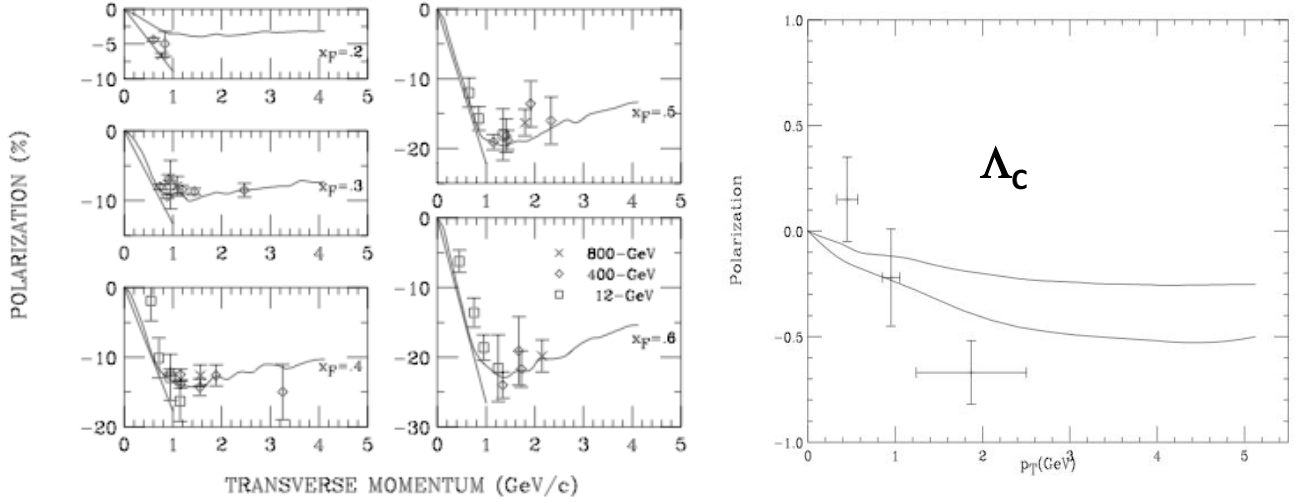 POLARIZATION (%)
0
−5
−10
x_F=.2
0 1 2 3 4 5
0
−5
−10
x_F=.3
0 1 2 3 4 5
0
−10
−20
x_F=.4
0 1 2 3 4 5
0
−10
−20
x_F=.5
0 1 2 3 4 5
0
−10
−20
−30
800-GeV
400-GeV
12-GeV
x_F=.6
0 1 2 3 4 5
TRANSVERSE MOMENTUM (GeV/c)
Polarization
1.0
0.5
0.0
-0.5
-1.0
Λc
0 1 2 3 4 5
p_T(GeV)